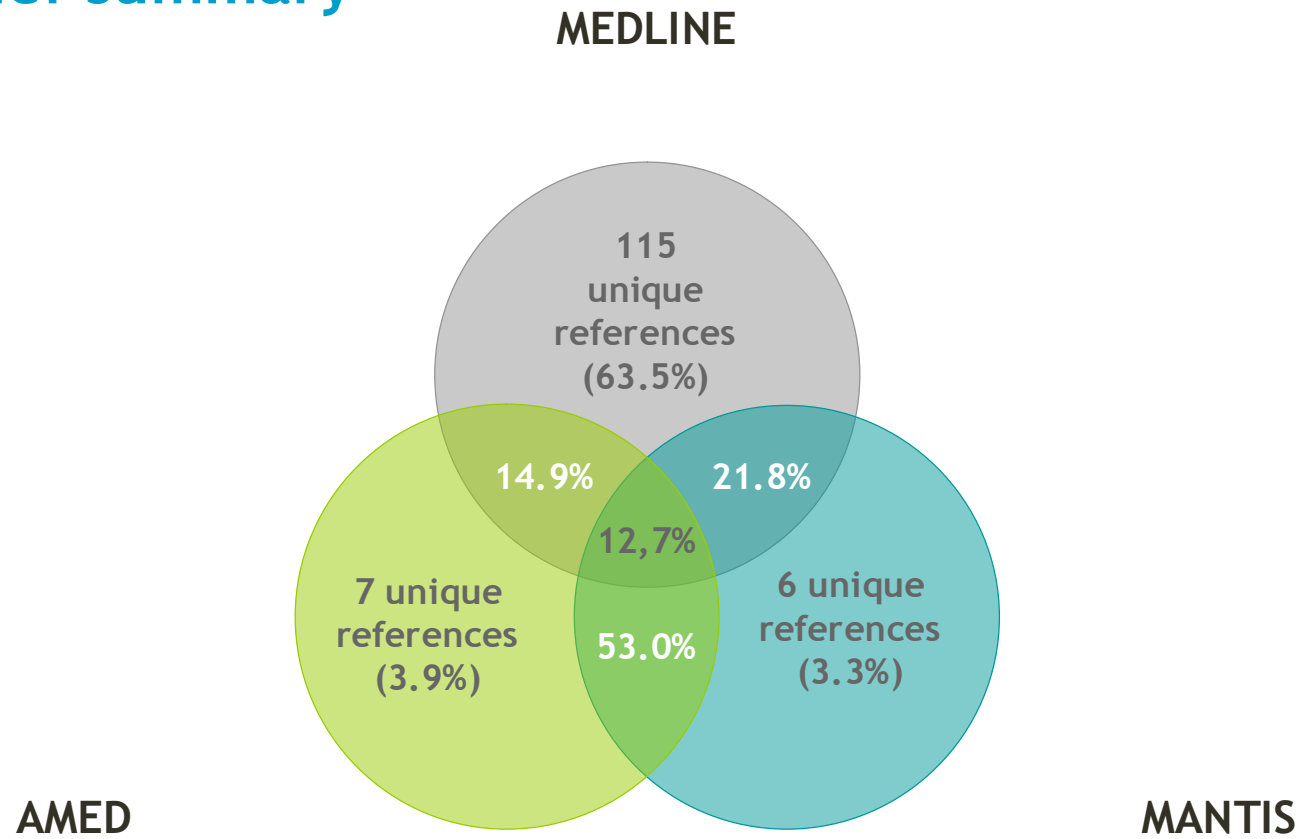 summary
MEDLINE
115
unique
references
(63.5%)
14.9%
21.8%
12,7%
7 unique
references
(3.9%)
6 unique
references
(3.3%)
53.0%
AMED
MANTIS